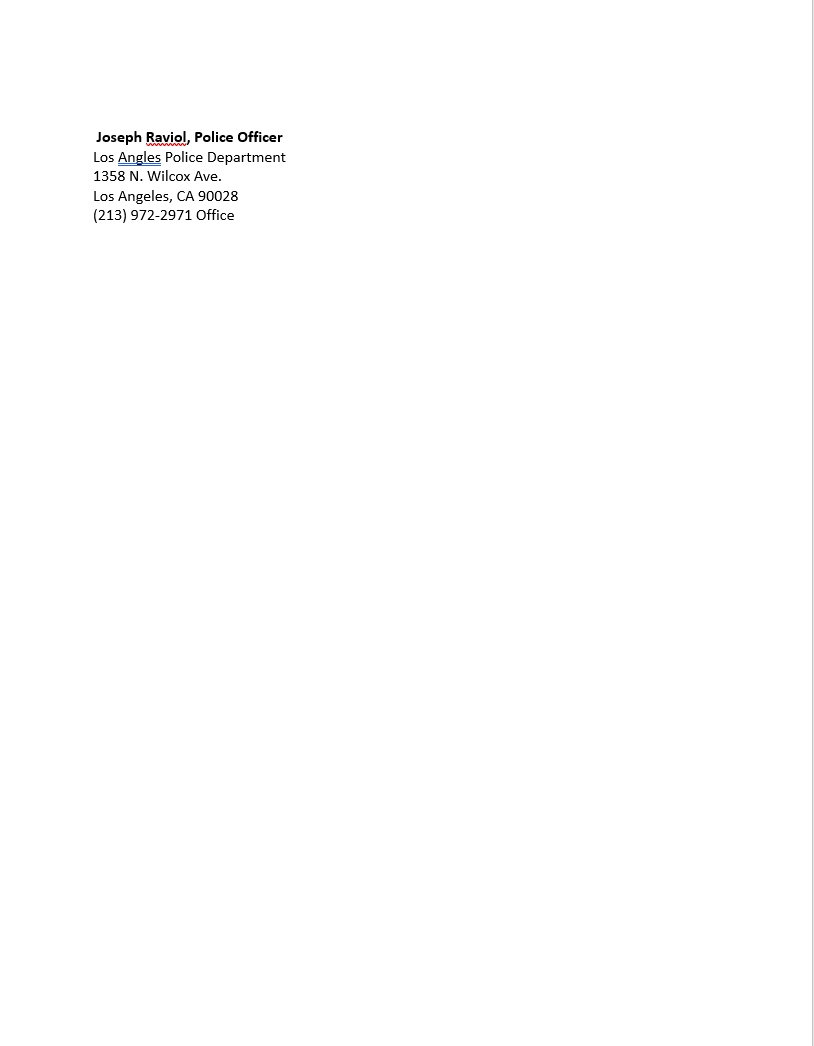 Joseph Raviol, Police Officer
Los Angles Police Department
1358 N. Wilcox Ave.
Los Angeles, CA 90028
(213) 972-2971 Office